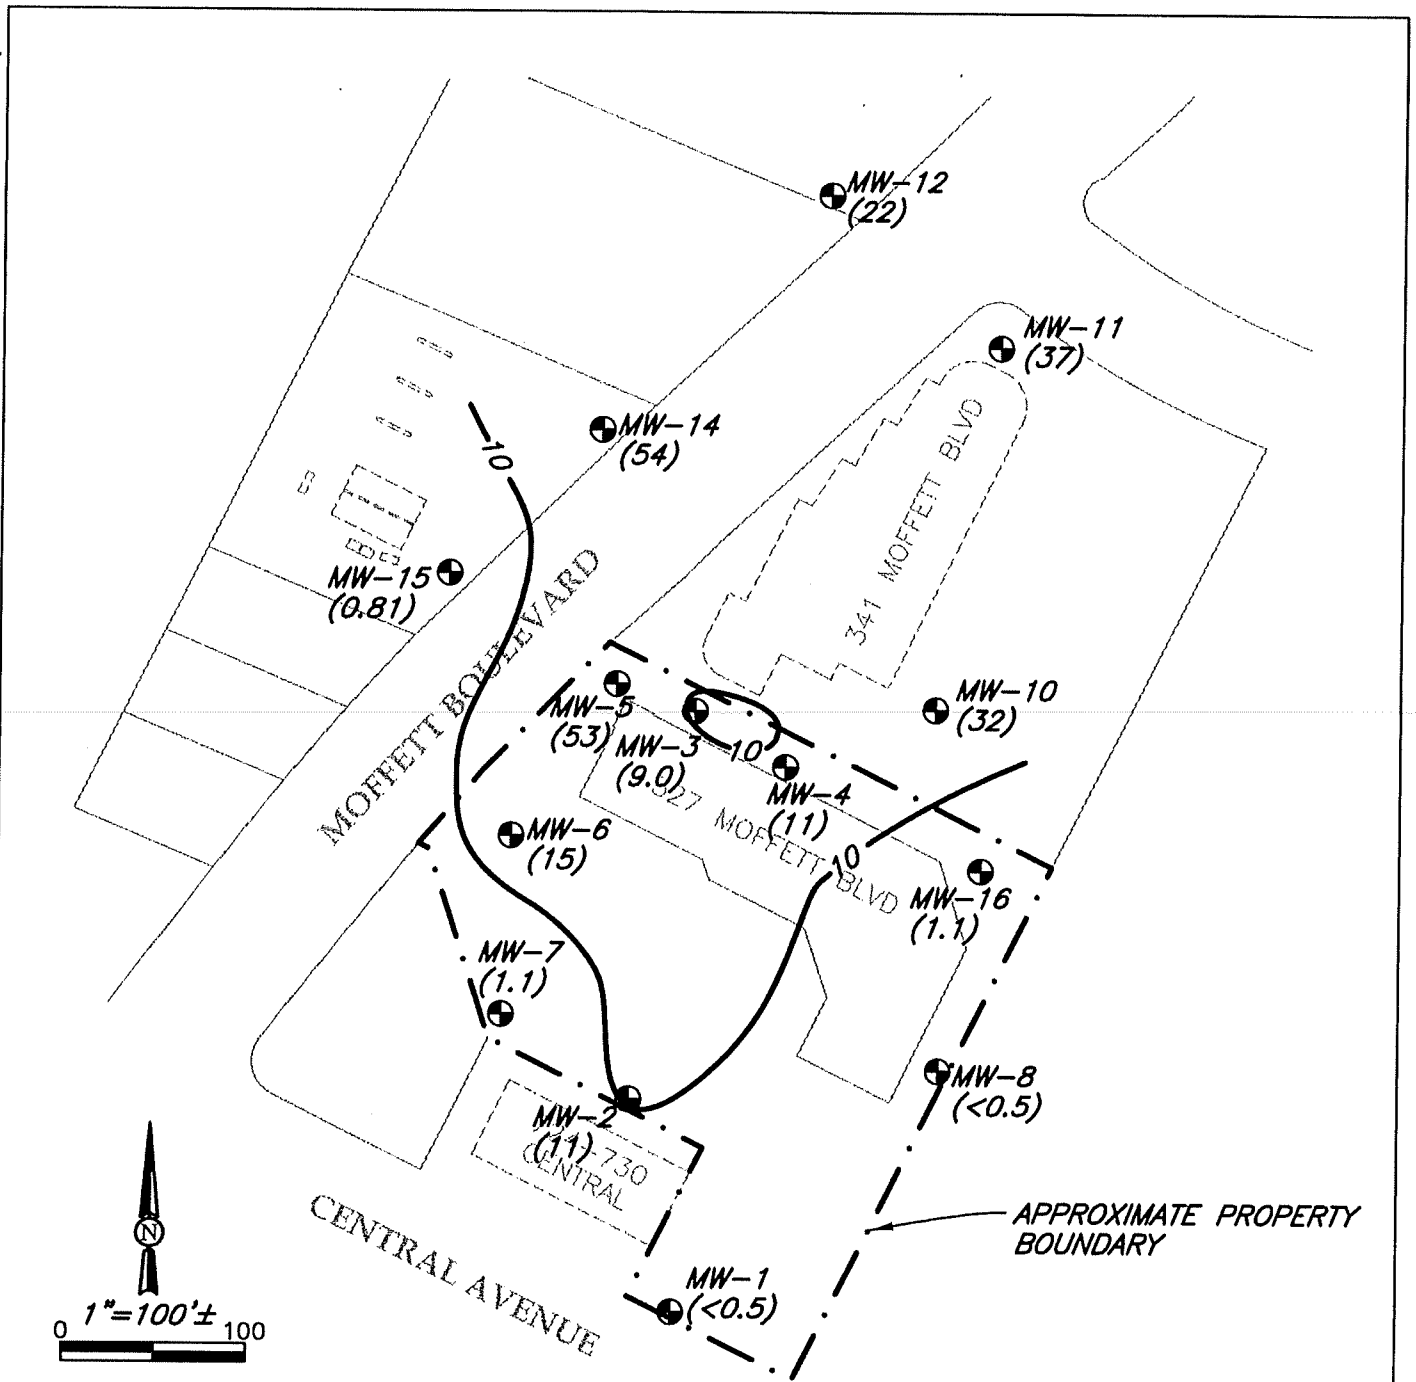 MW-12
(22)
MW-11
(37)
MW-14
(54)
10
341 MOFFETT BLVD
MW-15
(0.81)
MOFFETT BOULEVARD
MW-5
(53)
MW-10
(32)
MW-3
(9.0)
10
MW-4
(11)
327 MOFFETT BLVD
10
MW-6
(15)
MW-16
(1.1)
MW-7
(1.1)
MW-8
(<0.5)
MW-2
(11)
-730
CENTRAL
APPROXIMATE PROPERTY
BOUNDARY
CENTRAL AVENUE
MW-1
(<0.5)
N
1"=100'±
0 100